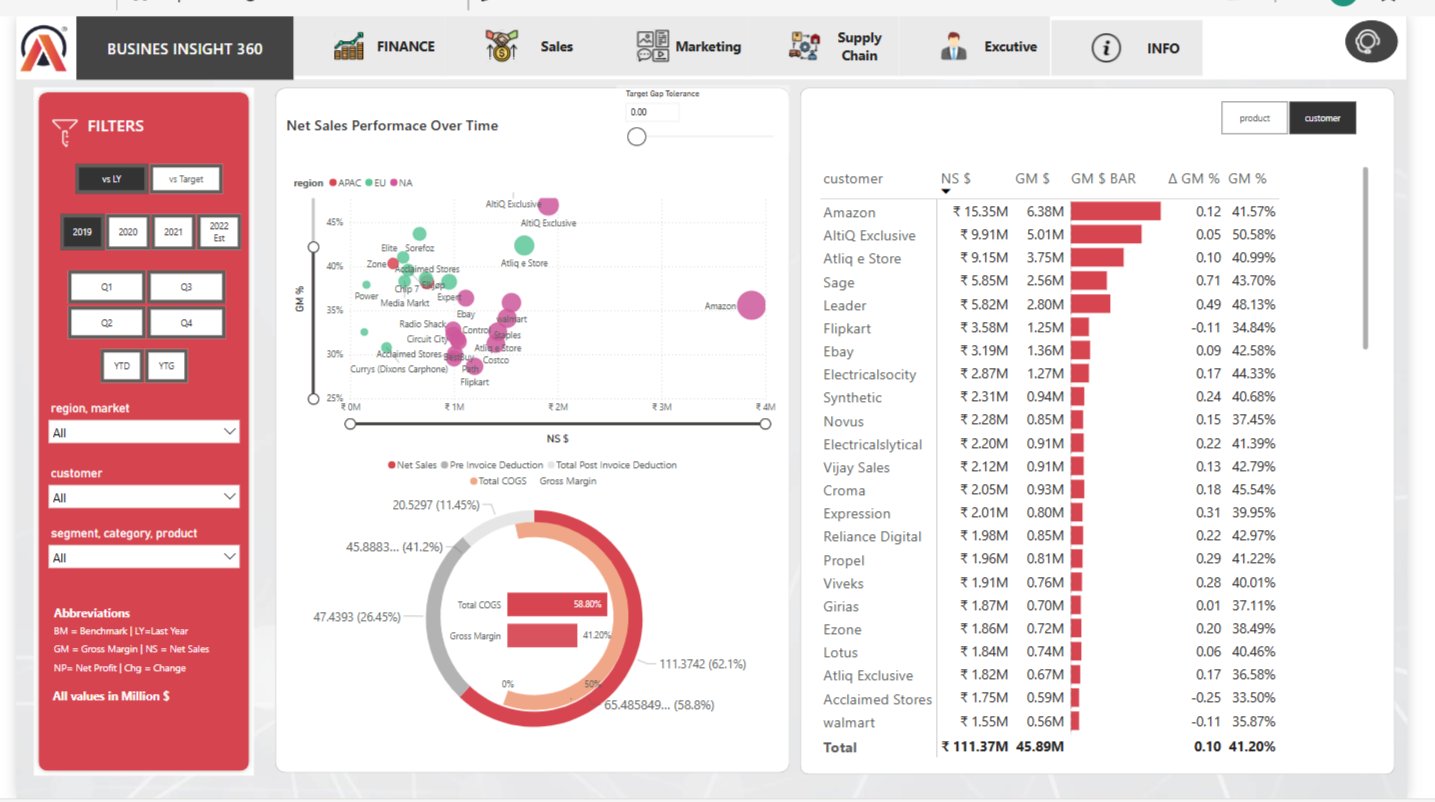 BUSINES INSIGHT 360
FINANCE
Sales
Marketing
Supply
Chain
Excutive
INFO
FILTERS
vs LY
vs Target
2019
2020
2021
2022
Est
Q1
Q3
Q2
Q4
YTD
YTG
region, market
All
customer
All
segment, category, product
All
Abbreviations
BM = Benchmark | LY=Last Year
GM = Gross Margin | NS = Net Sales
NP= Net Profit | Chg = Change
All values in Million $
Target Gap Tolerance
0.00
Net Sales Performace Over Time
region APAC EU NA
GM %
45%
40%
35%
30%
25%
AltiQ Exclusive
AltiQ Exclusive
Elite
Sorefoz
Atliq e Store
Zone
Acclaimed Stores
Chip 7
Power
Media Markt
Expert
Amazon
Ebay
walmart
Radio Shack
Control
Staples
Circuit City
Atliq e Store
Acclaimed Stores
BestBuy
Costco
Currys (Dixons Carphone)
Path
Flipkart
₹ 0M
₹ 1M
₹ 2M
₹ 3M
₹ 4M
NS $
Net Sales Pre Invoice Deduction Total Post Invoice Deduction
Total COGS Gross Margin
20.5297 (11.45%)
45.8883... (41.2%)
47.4393 (26.45%)
111.3742 (62.1%)
65.485849... (58.8%)
Total COGS
58.80%
Gross Margin
41.20%
0%
50%
product
customer
customer NS $ GM $ GM $ BAR Δ GM % GM %
Amazon ₹ 15.35M 6.38M 0.12 41.57%
AltiQ Exclusive ₹ 9.91M 5.01M 0.05 50.58%
Atliq e Store ₹ 9.15M 3.75M 0.10 40.99%
Sage ₹ 5.85M 2.56M 0.71 43.70%
Leader ₹ 5.82M 2.80M 0.49 48.13%
Flipkart ₹ 3.58M 1.25M -0.11 34.84%
Ebay ₹ 3.19M 1.36M 0.09 42.58%
Electricalsocity ₹ 2.87M 1.27M 0.17 44.33%
Synthetic ₹ 2.31M 0.94M 0.24 40.68%
Novus ₹ 2.28M 0.85M 0.15 37.45%
Electricalslytical ₹ 2.20M 0.91M 0.22 41.39%
Vijay Sales ₹ 2.12M 0.91M 0.13 42.79%
Croma ₹ 2.05M 0.93M 0.18 45.54%
Expression ₹ 2.01M 0.80M 0.31 39.95%
Reliance Digital ₹ 1.98M 0.85M 0.22 42.97%
Propel ₹ 1.96M 0.81M 0.29 41.22%
Viveks ₹ 1.91M 0.76M 0.28 40.01%
Girias ₹ 1.87M 0.70M 0.01 37.11%
Ezone ₹ 1.86M 0.72M 0.20 38.49%
Lotus ₹ 1.84M 0.74M 0.06 40.46%
Atliq Exclusive ₹ 1.82M 0.67M 0.17 36.58%
Acclaimed Stores ₹ 1.75M 0.59M -0.25 33.50%
walmart ₹ 1.55M 0.56M -0.11 35.87%
Total ₹ 111.37M 45.89M 0.10 41.20%